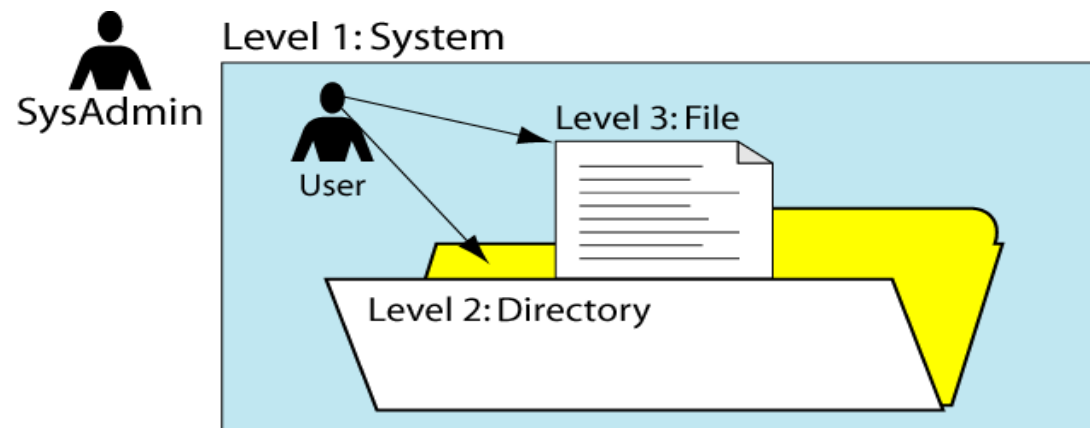 Level 1: System
SysAdmin
Level 3: File
User
Level 2: Directory